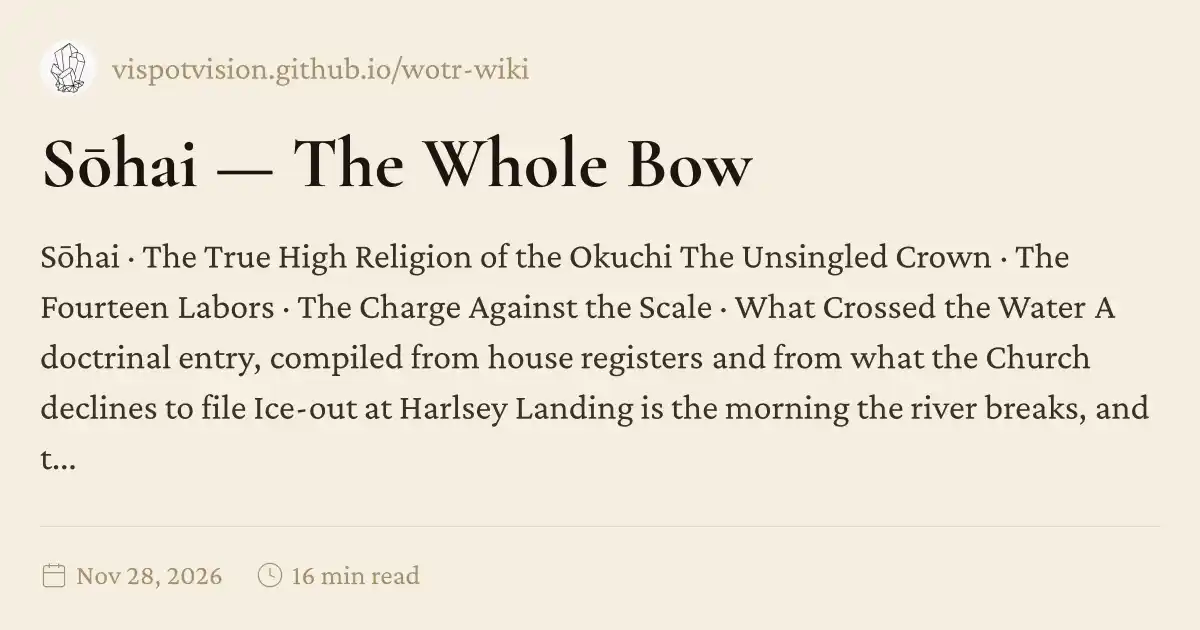 vispotvision.github.io/wotr-wiki
Sōhai — The Whole Bow
Sōhai · The True High Religion of the Okuchi The Unsingled Crown · The
Fourteen Labors · The Charge Against the Scale · What Crossed the Water A
doctrinal entry, compiled from house registers and from what the Church
declines to file Ice-out at Harlsey Landing is the morning the river breaks, and
t...
Nov 28, 2026
16 min read